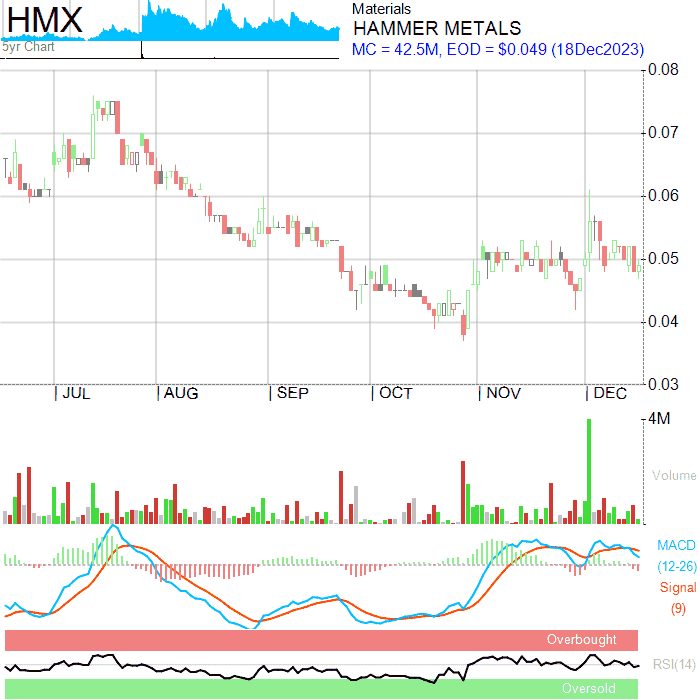 HMX
5yr Chart
Materials
HAMMER METALS
MC = 42.5M, EOD = $0.049 (18Dec2023)
0.08
0.07
0.06
0.05
0.04
0.03
JUL AUG SEP OCT NOV DEC
4M
Volume
MACD
(12-26)
Signal
(9)
Overbought
RSI(14)
Oversold